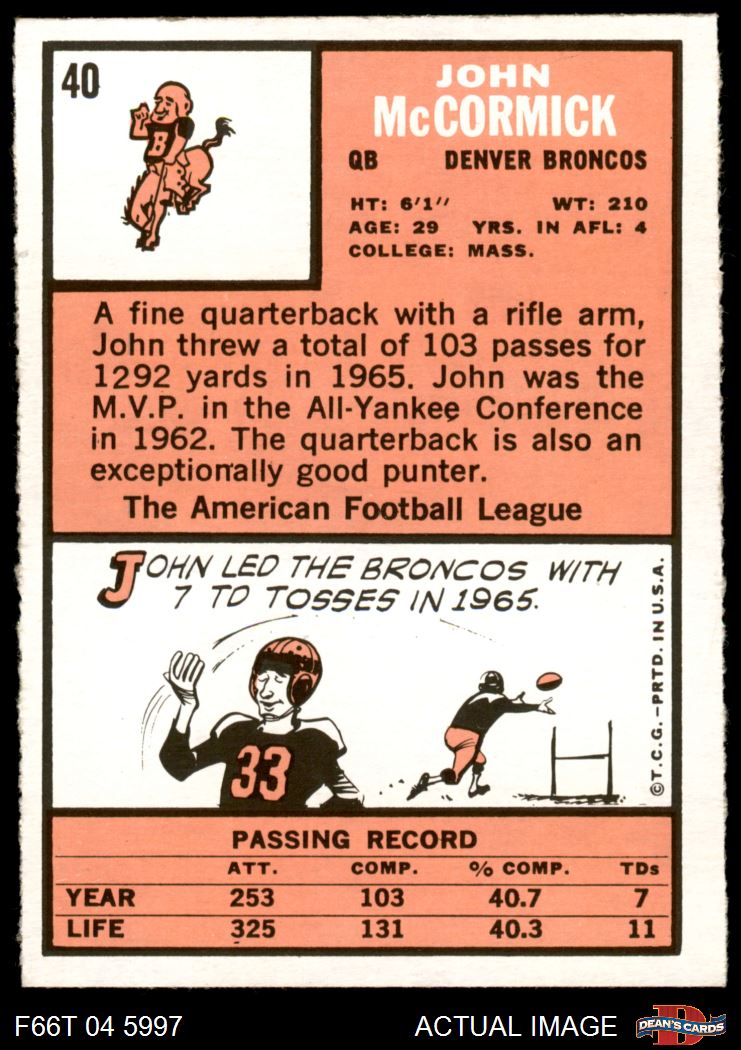 40
JOHN
McCORMICK
QB DENVER BRONCOS
HT: 6'1" WT: 210
AGE: 29 YRS. IN AFL: 4
COLLEGE: MASS.
B
A fine quarterback with a rifle arm,
John threw a total of 103 passes for
1292 yards in 1965. John was the
M.V.P. in the All-Yankee Conference
in 1962. The quarterback is also an
exceptionally good punter.
The American Football League
JOHN LED THE BRONCOS WITH
7 TD TOSSES IN 1965.
33
©T.C.G.–PRTD. IN U.S.A.
PASSING RECORD
ATT. COMP. % COMP. TDs
YEAR 253 103 40.7 7
LIFE 325 131 40.3 11
F66T 04 5997 ACTUAL IMAGE
D
DEAN'S CARDS